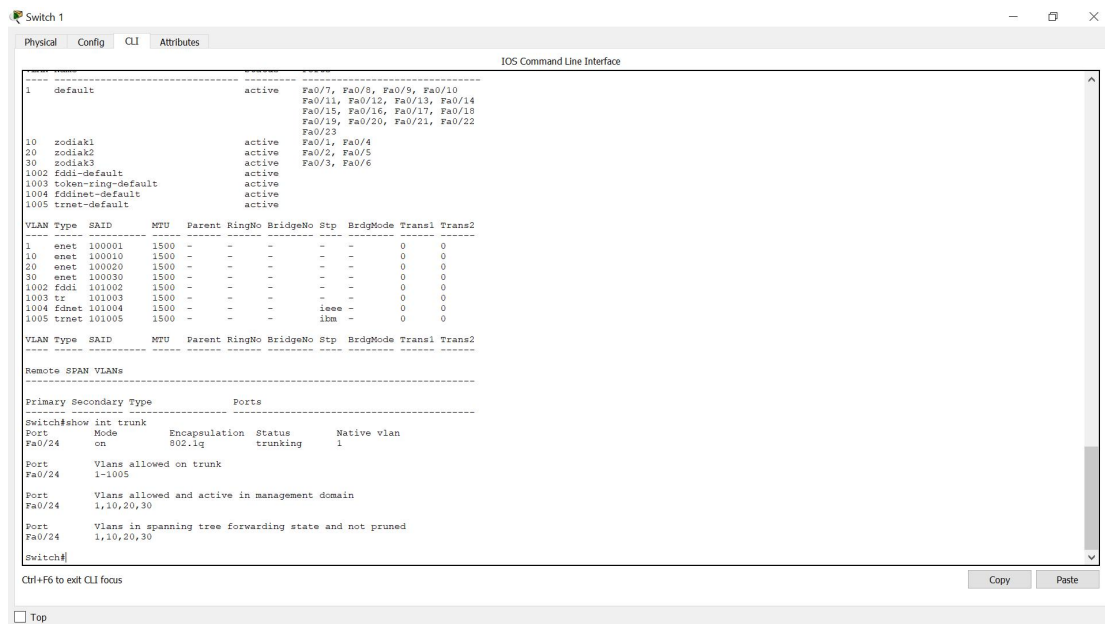 Switch 1
Physical Config CLI Attributes
IOS Command Line Interface
1 default active Fa0/7, Fa0/8, Fa0/9, Fa0/10
Fa0/11, Fa0/12, Fa0/13, Fa0/14
Fa0/15, Fa0/16, Fa0/17, Fa0/18
Fa0/19, Fa0/20, Fa0/21, Fa0/22
Fa0/23
10 zodiak1 active Fa0/1, Fa0/4
20 zodiak2 active Fa0/2, Fa0/5
30 zodiak3 active Fa0/3, Fa0/6
1002 fddi-default active
1003 token-ring-default active
1004 fddinet-default active
1005 trnet-default active
VLAN Type SAID MTU Parent RingNo BridgeNo Stp BrdgMode Trans1 Trans2
---- ----- ---------- ----- ------ ------ -------- ---- -------- ------ ------
1 enet 100001 1500 - - - - - 0 0
10 enet 100010 1500 - - - - - 0 0
20 enet 100020 1500 - - - - - 0 0
30 enet 100030 1500 - - - - - 0 0
1002 fddi 101002 1500 - - - - - 0 0
1003 tr 101003 1500 - - - - - 0 0
1004 fdnet 101004 1500 - - - ieee - 0 0
1005 trnet 101005 1500 - - - ibm - 0 0
VLAN Type SAID MTU Parent RingNo BridgeNo Stp BrdgMode Trans1 Trans2
---- ----- ---------- ----- ------ ------ -------- ---- -------- ------ ------
Remote SPAN VLANs
------------------------------------------------------------------------------
Primary Secondary Type Ports
------- --------- ----------------- ------------------------------------------
Switch#show int trunk
Port Mode Encapsulation Status Native vlan
Fa0/24 on 802.1q trunking 1
Port Vlans allowed on trunk
Fa0/24 1-1005
Port Vlans allowed and active in management domain
Fa0/24 1,10,20,30
Port Vlans in spanning tree forwarding state and not pruned
Fa0/24 1,10,20,30
Switch#
Ctrl+F6 to exit CLI focus
Copy Paste
Top